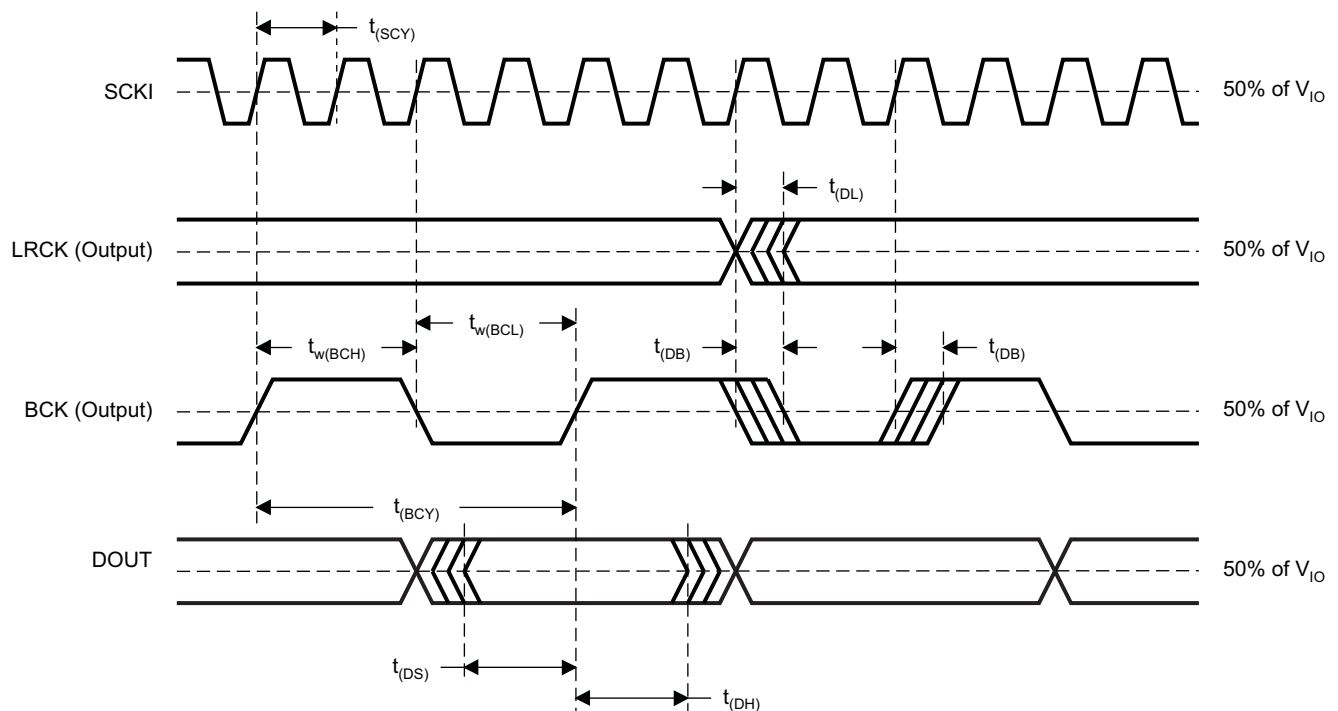 t(SCY)
SCKI
50% of VIO
t(DL)
LRCK (Output)
50% of VIO
tw(BCL)
tw(BCH)
t(DB)
t(DB)
BCK (Output)
50% of VIO
t(BCY)
DOUT
50% of VIO
t(DS)
t(DH)